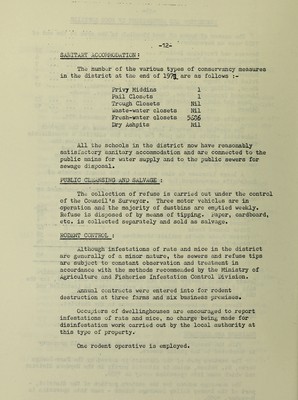 -12-
SANITARY ACCOMMODATION :
The number of the various types of conservancy measures
in the district at the end of 1971 are as follows :-
Privy Middins 1
Pail Closets 1
Trough Closets Nil
Waste-water closets Nil
Fresh-water closets 5686
Dry Ashpits Nil
All the schools in the district now have reasonably
satisfactory sanitary accommodation and are connected to the
public mains for water supply and to the public sewers for
sewage disposal.
PUBLIC CLEANSING AND SALVAGE :
The collection of refuse is carried out under the control
of the Council's Surveyor. Three motor vehicles are in
operation and the majority of dustbins are emptied weekly.
Refuse is disposed of by means of tipping. Paper, cardboard,
etc. is collected separately and sold as salvage.
RODENT CONTROL :
Although infestations of rats and mice in the district
are generally of a minor nature, the sewers and refuse tips
are subject to constant observation and treatment in
accordance with the methods recommended by the Ministry of
Agriculture and Fisheries Infestation Control Division.
Annual contracts were entered into for rodent
destruction at three farms and six business premises.
Occupiers of dwellinghouses are encouraged to report
infestations of rats and mice, no charge being made for
disinfestation work carried out by the local authority at
this type of property.
One rodent operative is employed.